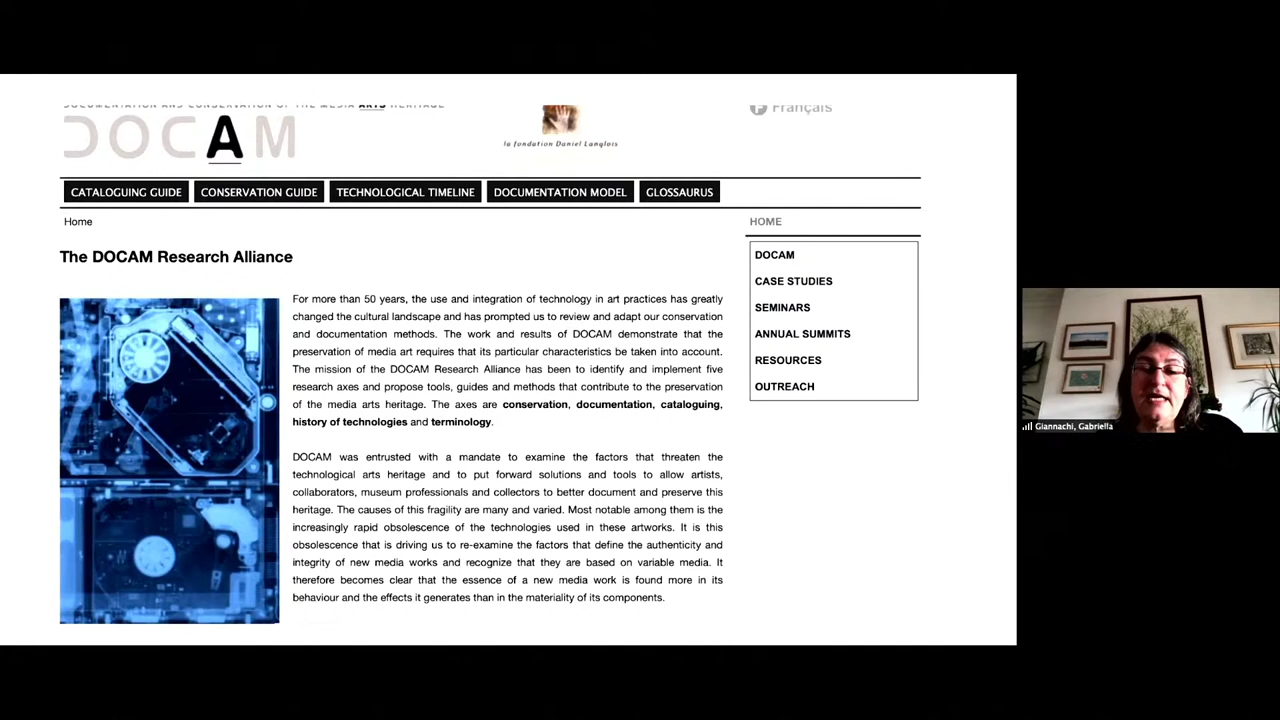 DOCUMENTATION AND CONSERVATION OF THE MEDIA ARTS HERITAGE
DOCAM
la fondation Daniel Langlois
Français
CATALOGUING GUIDE
CONSERVATION GUIDE
TECHNOLOGICAL TIMELINE
DOCUMENTATION MODEL
GLOSSAURUS
Home
The DOCAM Research Alliance
For more than 50 years, the use and integration of technology in art practices has greatly
changed the cultural landscape and has prompted us to review and adapt our conservation
and documentation methods. The work and results of DOCAM demonstrate that the
preservation of media art requires that its particular characteristics be taken into account.
The mission of the DOCAM Research Alliance has been to identify and implement five
research axes and propose tools, guides and methods that contribute to the preservation
of the media arts heritage. The axes are conservation, documentation, cataloguing,
history of technologies and terminology.
DOCAM was entrusted with a mandate to examine the factors that threaten the
technological arts heritage and to put forward solutions and tools to allow artists,
collaborators, museum professionals and collectors to better document and preserve this
heritage. The causes of this fragility are many and varied. Most notable among them is the
increasingly rapid obsolescence of the technologies used in these artworks. It is this
obsolescence that is driving us to re-examine the factors that define the authenticity and
integrity of new media works and recognize that they are based on variable media. It
therefore becomes clear that the essence of a new media work is found more in its
behaviour and the effects it generates than in the materiality of its components.
HOME
DOCAM
CASE STUDIES
SEMINARS
ANNUAL SUMMITS
RESOURCES
OUTREACH
Giannachi, Gabriella